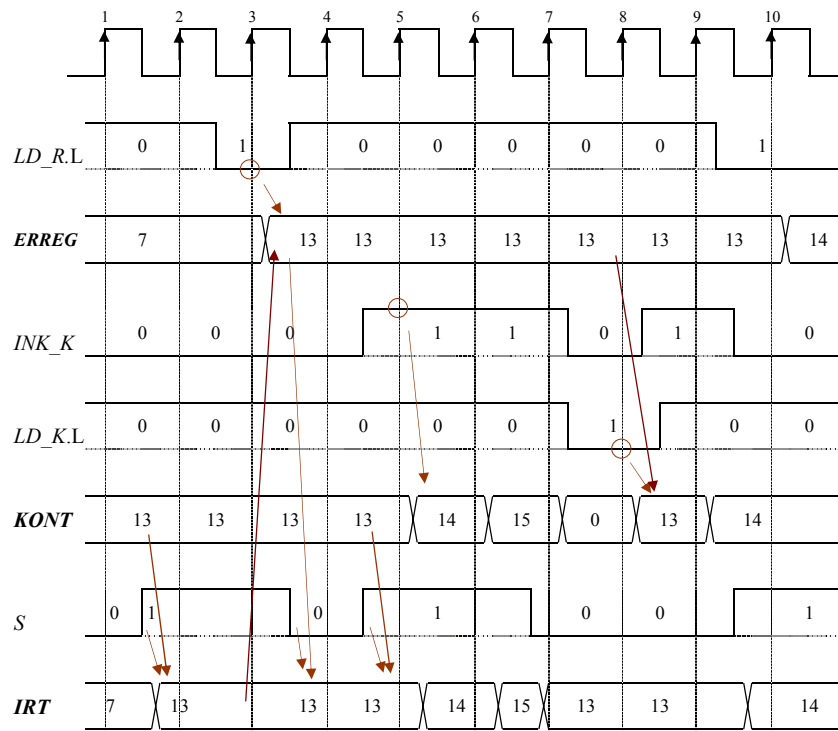 1 2 3 4 5 6 7 8 9 10
LD_R.L 0 1 0 0 0 0 0 1
ERREG 7 13 13 13 13 13 13 13 14
INK_K 0 0 0 1 1 0 1 0
LD_K.L 0 0 0 0 0 0 1 0 0
KONT 13 13 13 13 14 15 0 13 14
S 0 1 0 1 0 0 1
IRT 7 13 13 13 14 15 13 13 14